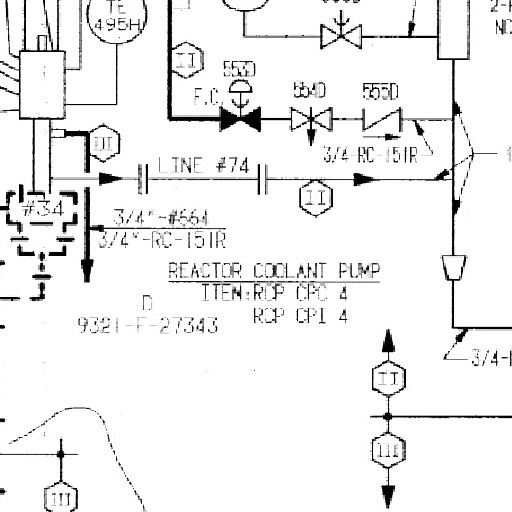 TE
495H
II
553D
F.C.
554D
555D
3/4-RC-151R
III
LINE #74
II
#34
3/4"-#664
3/4"-RC-151R
REACTOR COOLANT PUMP
ITEM:RCP CPC 4
RCP CPI 4
D
9321-F-27343
II
3/4-
III
III